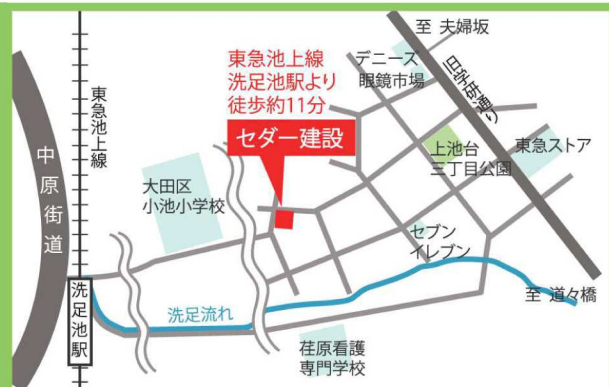 至 夫婦坂
デニーズ
眼鏡市場
旧学研通り
東急池上線
洗足池駅より
徒歩約11分
セダー建設
東急池上線
中原街道
大田区
小池小学校
上池台
三丁目公園
東急ストア
セブン
イレブン
洗足池駅
洗足流れ
至 道々橋
荏原看護
専門学校